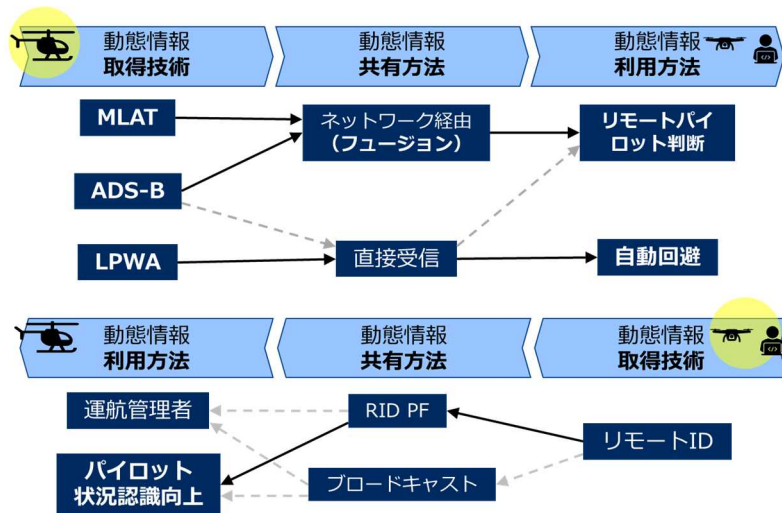 動態情報
取得技術
動態情報
共有方法
動態情報
利用方法
MLAT
ネットワーク経由
（フュージョン）
リモートパイ
ロット判断
ADS-B
LPWA
直接受信
自動回避
動態情報
利用方法
動態情報
共有方法
動態情報
取得技術
運航管理者
RID PF
リモートID
パイロット
状況認識向上
ブロードキャスト